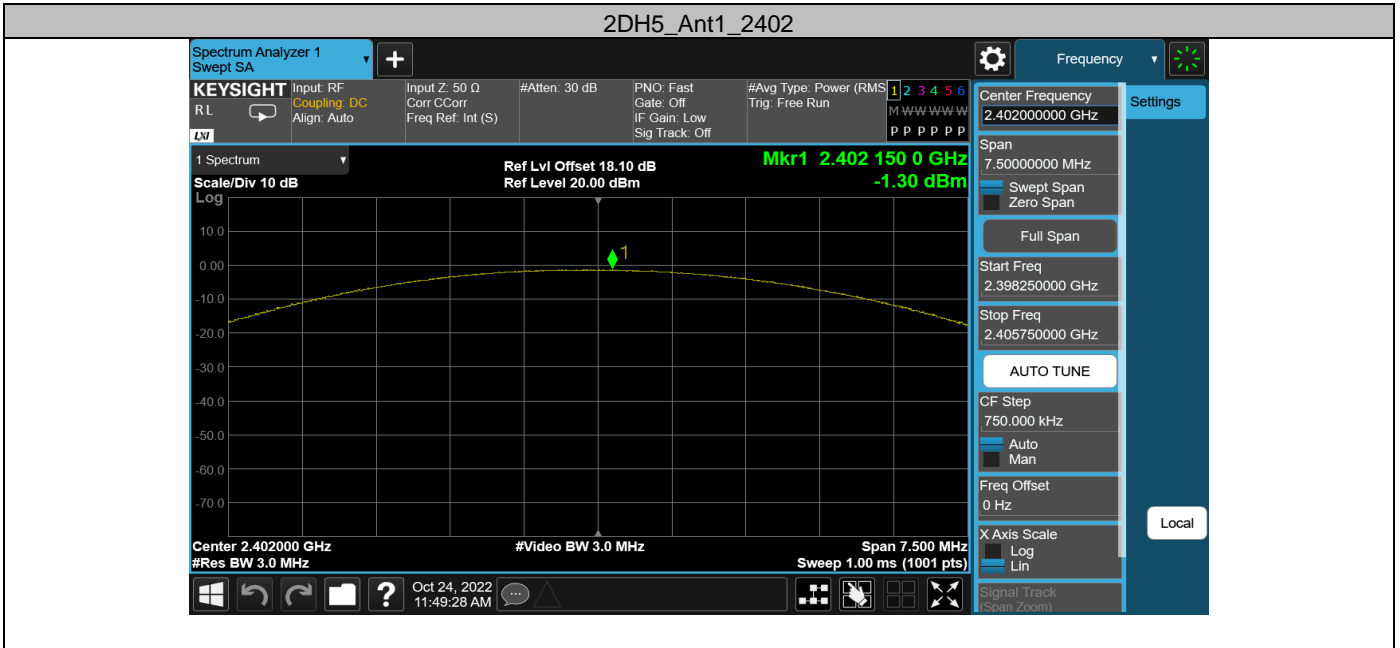 2DH5_Ant1_2402
Spectrum Analyzer 1
Swept SA
Frequency
KEYSIGHT
RL
LXI
Input: RF
Coupling: DC
Align: Auto
Input Z: 50 Ω
Corr CCorr
Freq Ref: Int (S)
#Atten: 30 dB
PNO: Fast
Gate: Off
IF Gain: Low
Sig Track: Off
#Avg Type: Power (RMS
Trig: Free Run
1 2 3 4 5 6
M W W W W W
P P P P P P
1 Spectrum
Scale/Div 10 dB
Ref Lvl Offset 18.10 dB
Ref Level 20.00 dBm
Mkr1 2.402 150 0 GHz
-1.30 dBm
Log
10.0
0.00
-10.0
-20.0
-30.0
-40.0
-50.0
-60.0
-70.0
1
Center 2.402000 GHz
#Video BW 3.0 MHz
Span 7.500 MHz
#Res BW 3.0 MHz
Sweep 1.00 ms (1001 pts)
Oct 24, 2022
11:49:28 AM
Center Frequency
2.402000000 GHz
Span
7.50000000 MHz
Swept Span
Zero Span
Full Span
Start Freq
2.398250000 GHz
Stop Freq
2.405750000 GHz
AUTO TUNE
CF Step
750.000 kHz
Auto
Man
Freq Offset
0 Hz
X Axis Scale
Log
Lin
Signal Track
(Span Zoom)
Settings
Local